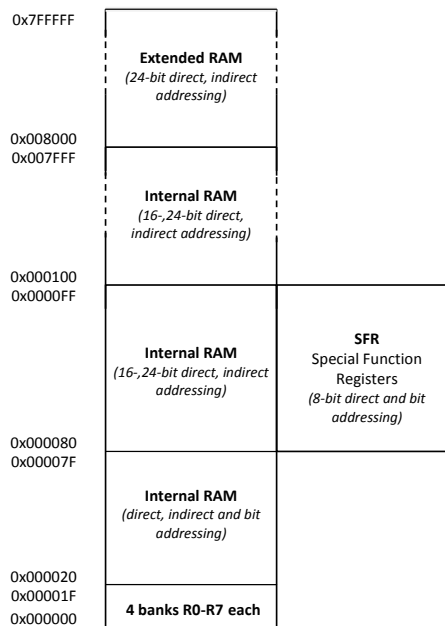 0x7FFFFF
Extended RAM
(24-bit direct, indirect
addressing)
0x008000
0x007FFF
Internal RAM
(16-,24-bit direct,
indirect addressing)
0x000100
0x0000FF
Internal RAM
(16-,24-bit direct, indirect
addressing)
SFR
Special Function
Registers
(8-bit direct and bit
addressing)
0x000080
0x00007F
Internal RAM
(direct, indirect and bit
addressing)
0x000020
0x00001F
4 banks R0-R7 each
0x000000